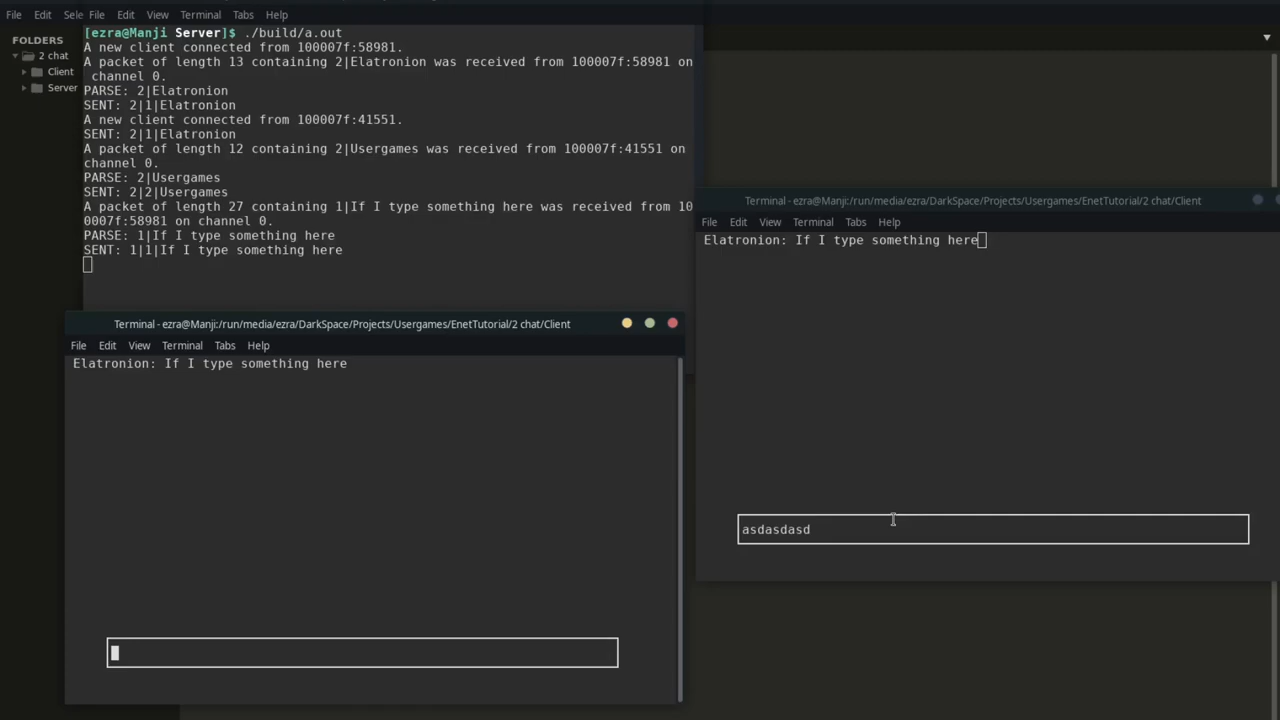 File Edit Sele File Edit View Terminal Tabs Help
FOLDERS
2 chat
Client
Server
[ezra@Manji Server]$ ./build/a.out
A new client connected from 100007f:58981.
A packet of length 13 containing 2|Elatronion was received from 100007f:58981 on
channel 0.
PARSE: 2|Elatronion
SENT: 2|1|Elatronion
A new client connected from 100007f:41551.
SENT: 2|1|Elatronion
A packet of length 12 containing 2|Usergames was received from 100007f:41551 on
channel 0.
PARSE: 2|Usergames
SENT: 2|2|Usergames
A packet of length 27 containing 1|If I type something here was received from 10
0007f:58981 on channel 0.
PARSE: 1|If I type something here
SENT: 1|1|If I type something here
Terminal - ezra@Manji:/run/media/ezra/DarkSpace/Projects/Usergames/EnetTutorial/2 chat/Client
File Edit View Terminal Tabs Help
Elatronion: If I type something here
asdasdasd
Terminal - ezra@Manji:/run/media/ezra/DarkSpace/Projects/Usergames/EnetTutorial/2 chat/Client
File Edit View Terminal Tabs Help
Elatronion: If I type something here